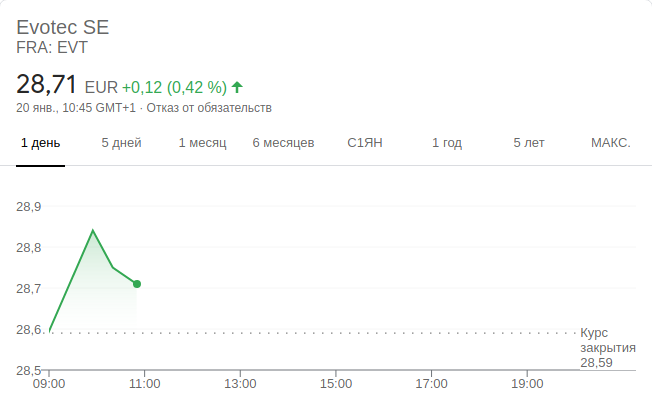 Evotec SE
FRA: EVT
28,71 EUR +0,12 (0,42 %)
20 янв., 10:45 GMT+1 · Отказ от обязательств
1 день 5 дней 1 месяц 6 месяцев С1ЯН 1 год 5 лет МАКС.
28,9
28,8
28,7
28,6
Курс
закрытия
28,59
28,5
09:00 11:00 13:00 15:00 17:00 19:00